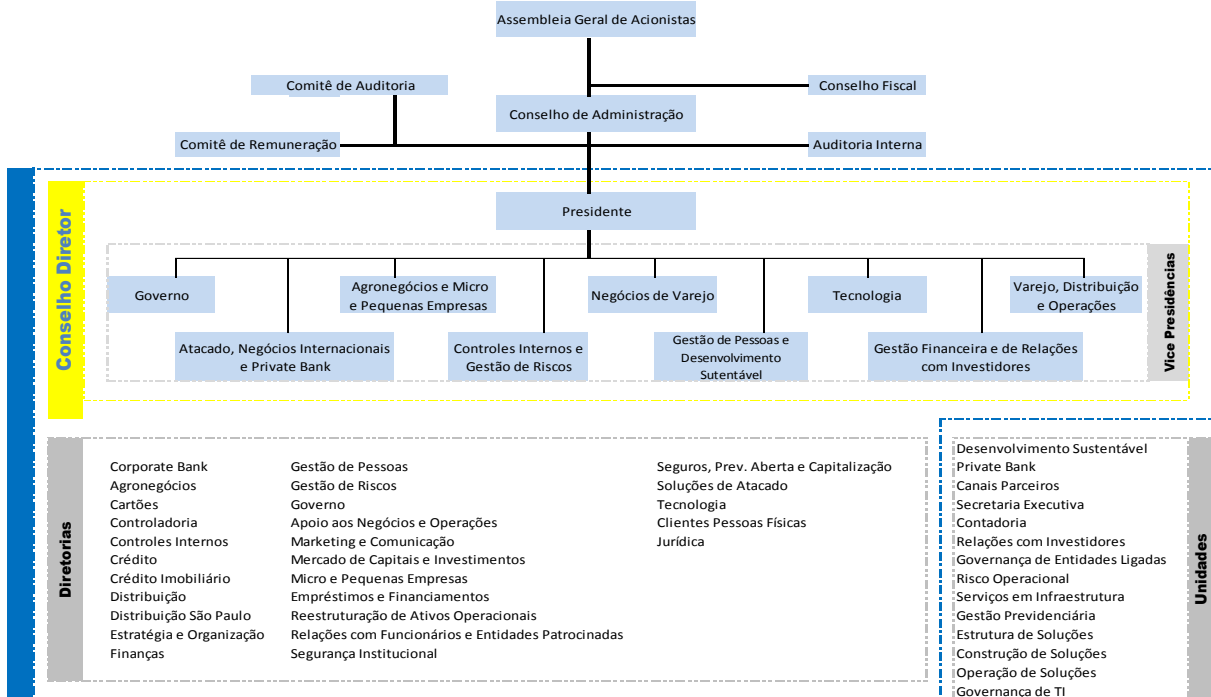 Assembleia Geral de Acionistas
Comitê de Auditoria
Conselho Fiscal
Conselho de Administração
Comitê de Remuneração
Auditoria Interna
Conselho Diretor
Presidente
Vice Presidências
Governo
Agronegócios e Micro
e Pequenas Empresas
Negócios de Varejo
Tecnologia
Varejo, Distribuição
e Operações
Atacado, Negócios Internacionais
e Private Bank
Controles Internos e
Gestão de Riscos
Gestão de Pessoas e
Desenvolvimento
Sutentável
Gestão Financeira e de Relações
com Investidores
Diretorias
Corporate Bank
Agronegócios
Cartões
Controladoria
Controles Internos
Crédito
Crédito Imobiliário
Distribuição
Distribuição São Paulo
Estratégia e Organização
Finanças
Gestão de Pessoas
Gestão de Riscos
Governo
Apoio aos Negócios e Operações
Marketing e Comunicação
Mercado de Capitais e Investimentos
Micro e Pequenas Empresas
Empréstimos e Financiamentos
Reestruturação de Ativos Operacionais
Relações com Funcionários e Entidades Patrocinadas
Segurança Institucional
Seguros, Prev. Aberta e Capitalização
Soluções de Atacado
Tecnologia
Clientes Pessoas Físicas
Jurídica
Unidades
Desenvolvimento Sustentável
Private Bank
Canais Parceiros
Secretaria Executiva
Contadoria
Relações com Investidores
Governança de Entidades Ligadas
Risco Operacional
Serviços em Infraestrutura
Gestão Previdenciária
Estrutura de Soluções
Construção de Soluções
Operação de Soluções
Governança de TI